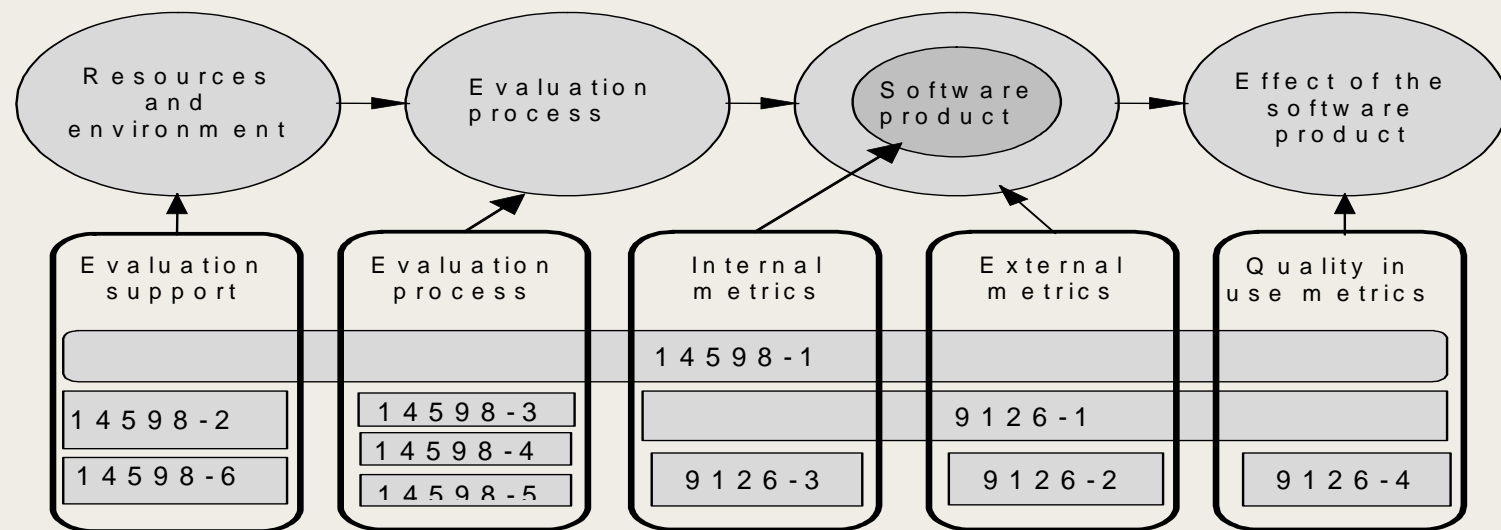 Resources
and
environment
Evaluation
process
Software
product
Effect of the
software
product
Evaluation
support
Evaluation
process
Internal
metrics
External
metrics
Quality in
use metrics
14598-1
14598-2
14598-3
9126-1
14598-4
14598-6
9126-3
9126-2
9126-4
14598-5